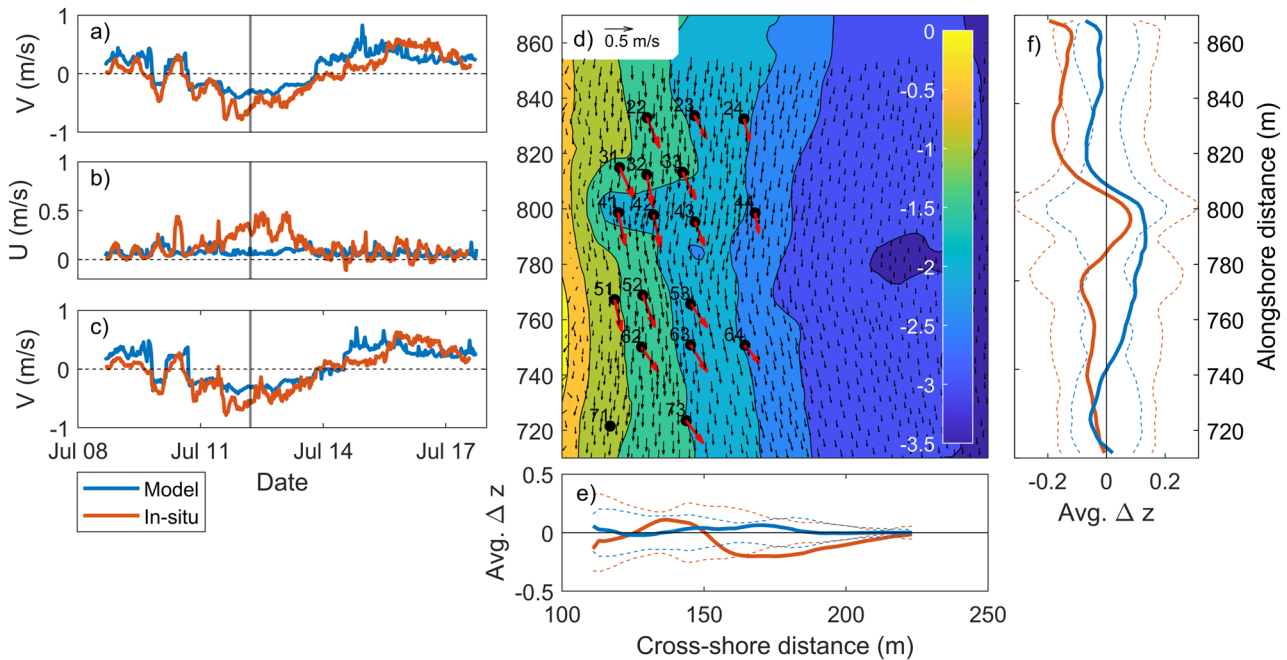 a)
V (m/s)
1
0
-1
b)
U (m/s)
1
0.5
0
c)
V (m/s)
1
0
-1
Jul 08
Jul 11
Jul 14
Jul 17
Date
Model
In-situ
d)
0.5 m/s
860
840
820
800
780
760
740
720
22
23
24
31
32
33
41
42
43
44
51
52
53
62
63
64
71
73
0
-0.5
-1
-1.5
-2
-2.5
-3
-3.5
e)
Avg. Δ z
0.5
0
-0.5
100
150
200
250
Cross-shore distance (m)
f)
860
840
820
800
780
760
740
720
Alongshore distance (m)
-0.2
0
0.2
Avg. Δ z